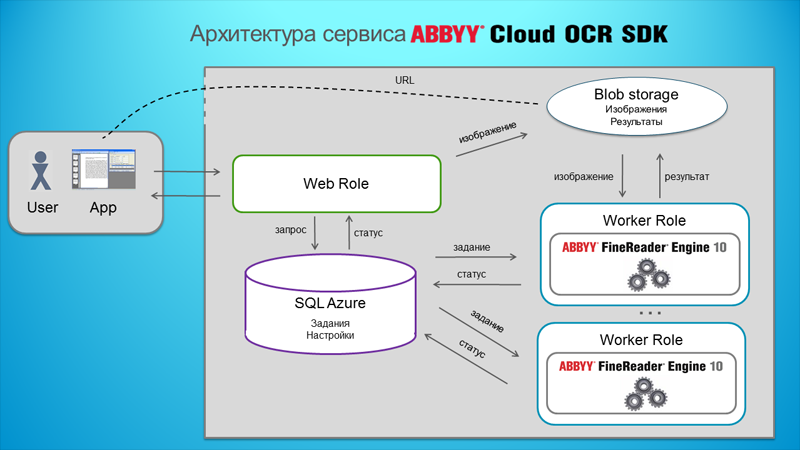 Архитектура сервиса ABBYY® Cloud OCR SDK
URL
Blob storage
Изображения
Результаты
изображение
User
App
Web Role
изображение
результат
запрос
статус
Worker Role
ABBYY® FineReader® Engine 10
задание
статус
SQL Azure
Задания
Настройки
...
задание
статус
Worker Role
ABBYY® FineReader® Engine 10